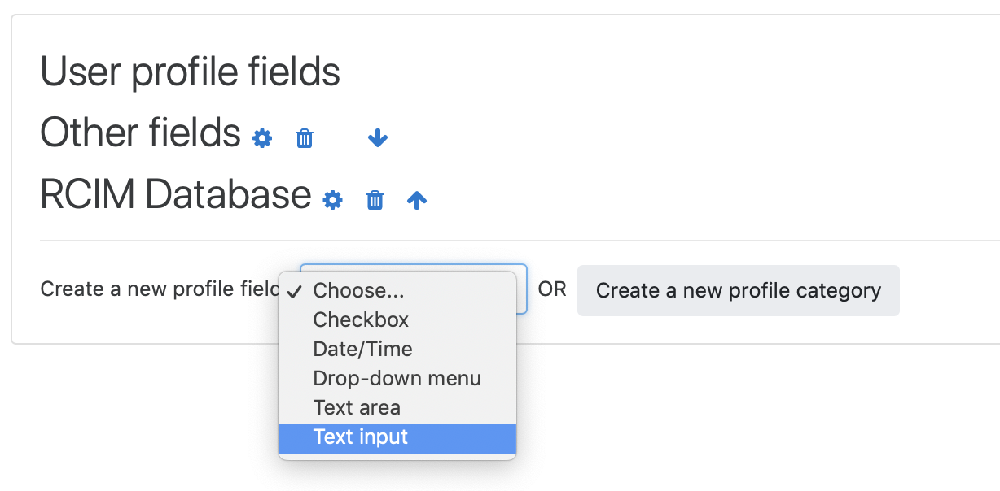 User profile fields
Other fields
RCIM Database
Create a new profile field
Choose...
OR
Create a new profile category
Checkbox
Date/Time
Drop-down menu
Text area
Text input